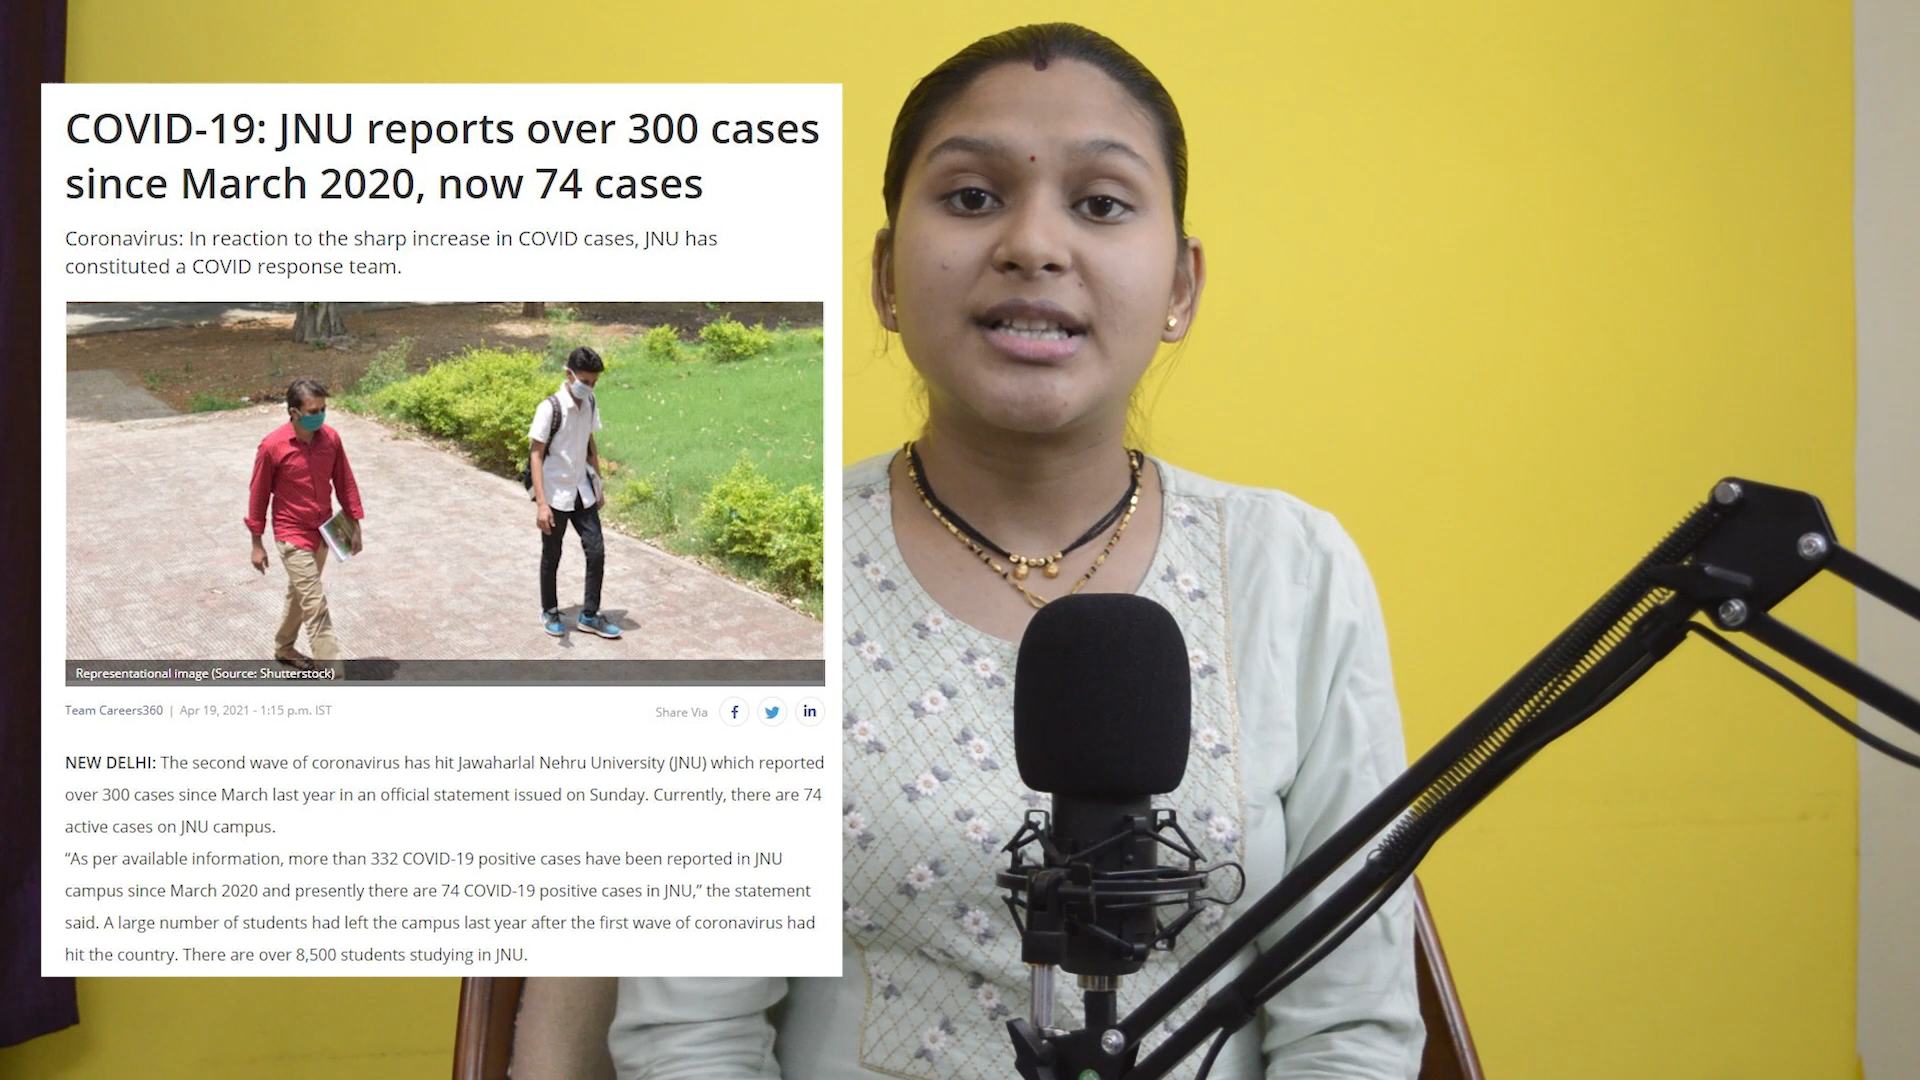 COVID-19: JNU reports over 300 cases
since March 2020, now 74 cases
Coronavirus: In reaction to the sharp increase in COVID cases, JNU has
constituted a COVID response team.
Representational image (Source: Shutterstock)
Team Careers360 | Apr 19, 2021 - 1:15 p.m. IST
Share Via
NEW DELHI: The second wave of coronavirus has hit Jawaharlal Nehru University (JNU) which reported
over 300 cases since March last year in an official statement issued on Sunday. Currently, there are 74
active cases on JNU campus.
“As per available information, more than 332 COVID-19 positive cases have been reported in JNU
campus since March 2020 and presently there are 74 COVID-19 positive cases in JNU,” the statement
said. A large number of students had left the campus last year after the first wave of coronavirus had
hit the country. There are over 8,500 students studying in JNU.